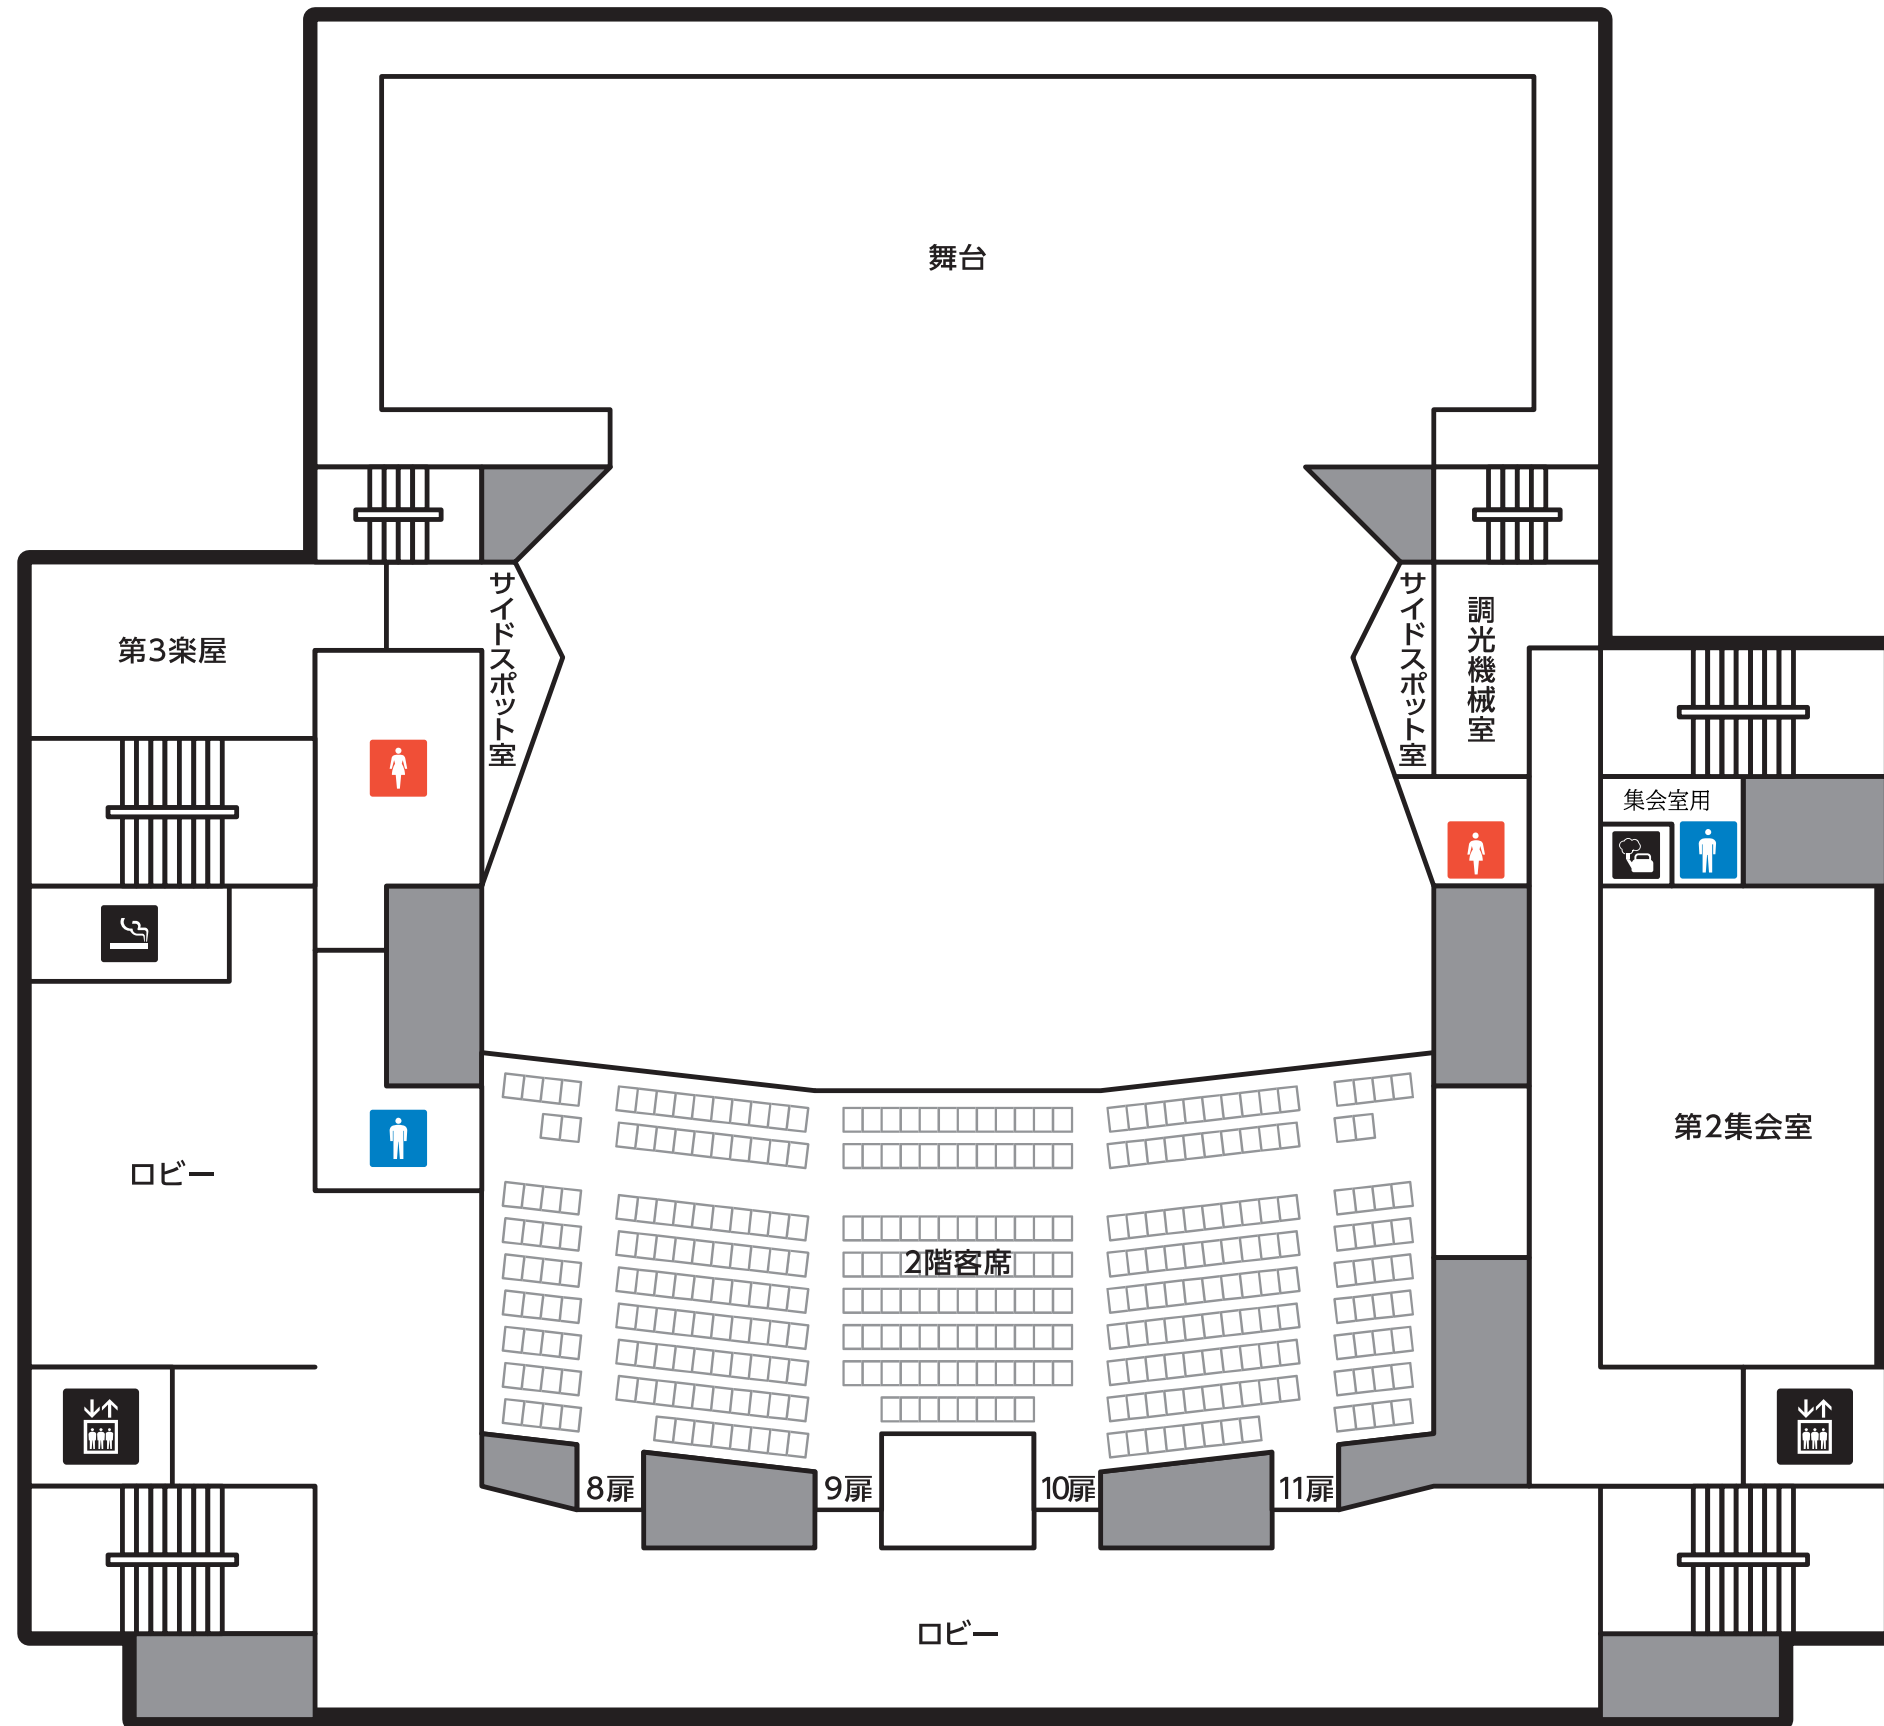 舞台
サイドスポット室
サイドスポット室
調光機械室
第3楽屋
集会室用
第2集会室
ロビー
2階客席
8扉
9扉
10扉
11扉
ロビー